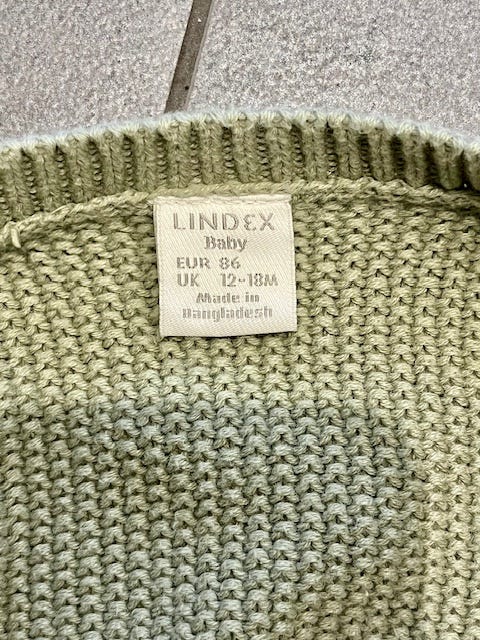 LINDEX
Baby
EUR 86
UK 12-18M
Made in
Bangladesh